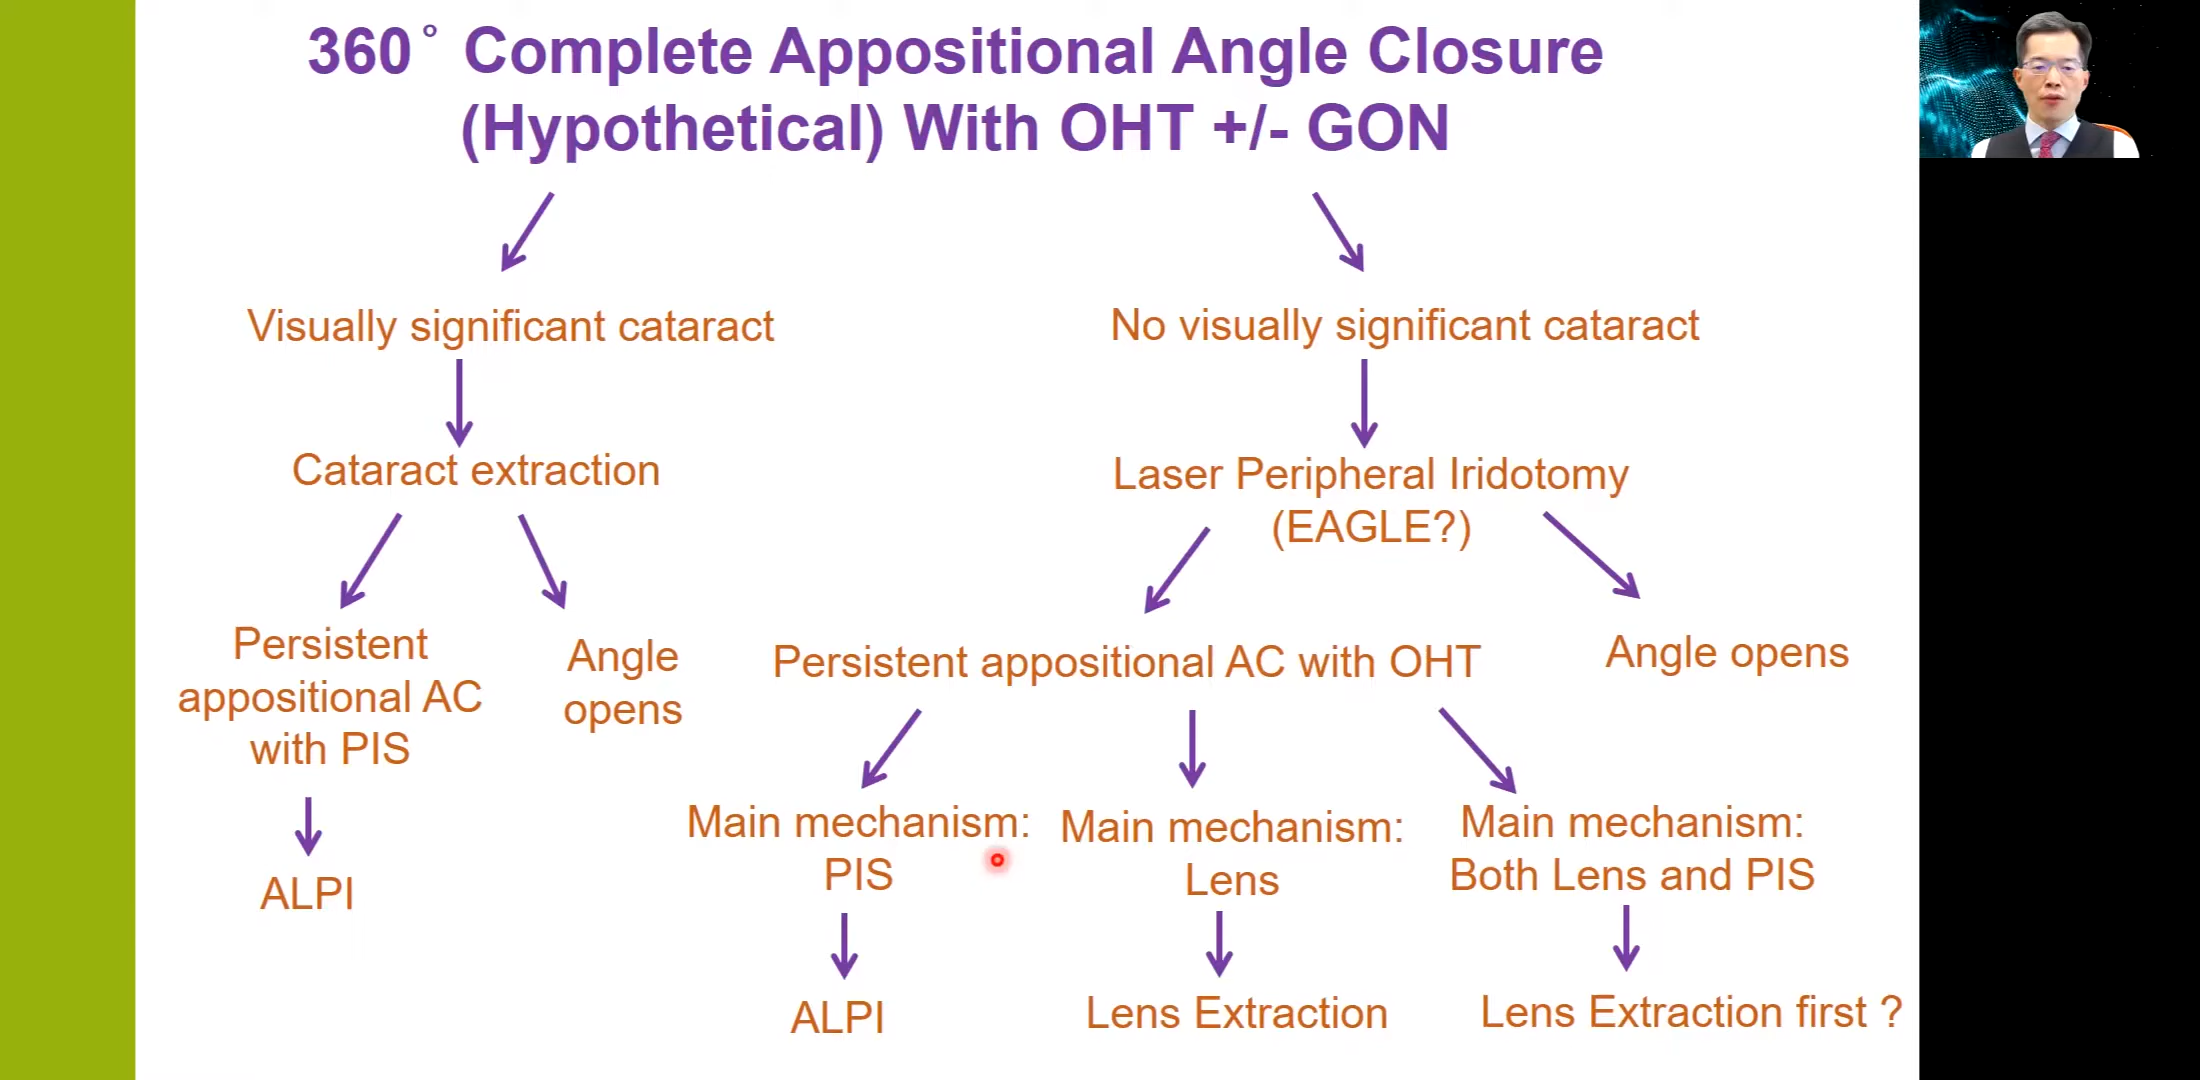 360° Complete Appositional Angle Closure
(Hypothetical) With OHT +/- GON
Visually significant cataract
No visually significant cataract
Cataract extraction
Laser Peripheral Iridotomy
(EAGLE?)
Persistent
appositional AC
with PIS
Angle
opens
Persistent appositional AC with OHT
Angle opens
ALPI
Main mechanism:
PIS
Main mechanism:
Lens
Main mechanism:
Both Lens and PIS
ALPI
Lens Extraction
Lens Extraction first ?